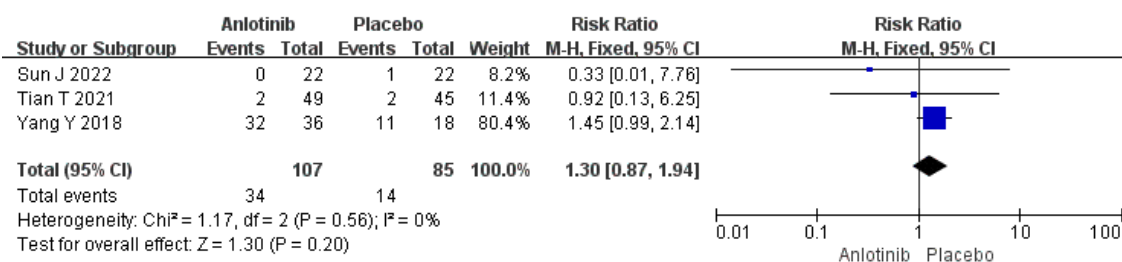 Anlotinib Placebo Risk Ratio Risk Ratio
Study or Subgroup Events Total Events Total Weight M-H, Fixed, 95% CI M-H, Fixed, 95% CI
Sun J 2022 0 22 1 22 8.2% 0.33 [0.01, 7.76]
Tian T 2021 2 49 2 45 11.4% 0.92 [0.13, 6.25]
Yang Y 2018 32 36 11 18 80.4% 1.45 [0.99, 2.14]
Total (95% CI) 107 85 100.0% 1.30 [0.87, 1.94]
Total events 34 14
Heterogeneity: Chi² = 1.17, df = 2 (P = 0.56); I² = 0%
Test for overall effect: Z = 1.30 (P = 0.20)
0.01 0.1 1 10 100
Anlotinib Placebo